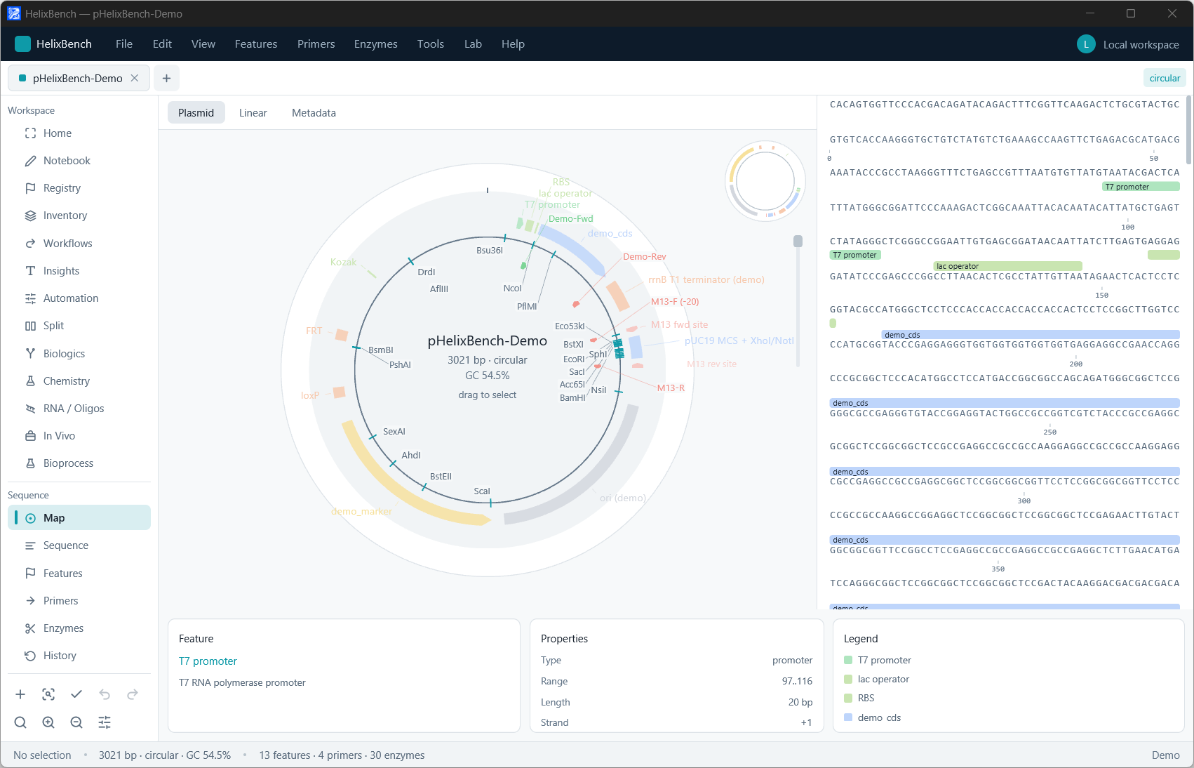 HelixBench — pHelixBench-Demo
HelixBench File Edit View Features Primers Enzymes Tools Lab Help L Local workspace
pHelixBench-Demo
circular
Workspace
Home
Notebook
Registry
Inventory
Workflows
Insights
Automation
Split
Biologics
Chemistry
RNA / Oligos
In Vivo
Bioprocess
Sequence
Map
Sequence
Features
Primers
Enzymes
History
Plasmid Linear Metadata
RBS
lac operator
T7 promoter
Demo-Fwd
demo_cds
Demo-Rev
rrnB T1 terminator (demo)
M13-F (-20)
M13 fwd site
pUC19 MCS + XhoI/NotI
M13 rev site
M13-R
ori (demo)
demo_marker
loxP
FRT
Kozak
Bsu36I
DrdI
AflIII
NcoI
PflMI
Eco53kI
BstXI
SphI
EcoRI
SacI
Acc65I
BamHI
NsiI
BsmBI
PshAI
SexAI
AhdI
BstEII
ScaI
pHelixBench-Demo
3021 bp · circular
GC 54.5%
drag to select
CACAGTGGTTCCCACGACAGATACAGACTTTCGGTTCAAGACTCTGCGTACTGC
GTGTCACCAAGGGTGCTGTCTATGTCTGAAAGCCAAGTTCTGAGACGCATGACG
0 50
AAATACCCGCCTAAGGGTTTCTGAGCCGTTTAATGTGTTATGTAATACGACTCA
T7 promoter
TTTATGGGCGGATTCCCAAAGACTCGGCAAATTACACAATACATTATGCTGAGT
100
CTATAGGGCTCGGGCCGGAATTGTGAGCGGATAACAATTATCTTGAGTGAGGAG
T7 promoter
lac operator
GATATCCCGAGCCCGGCCTTAACACTCGCCTATTGTTAATAGAACTCACTCCTC
150
GGTACGCCATGGGCTCCTCCCACCACCACCACCACCACTCCTCCGGCTTGGTCC
demo_cds
CCATGCGGTACCCGAGGAGGGTGGTGGTGGTGGTGGTGAGGAGGCCGAACCAGG
200
CCCGCGGCTCCCACATGGCCTCCATGACCGGCGGCCAGCAGATGGGCGGCTCCG
demo_cds
GGGCGCCGAGGGTGTACCGGAGGTACTGGCCGCCGGTCGTCTACCCGCCGAGGC
250
GCGGCTCCGGCGGCTCCGCCGAGGCCGCCGCCAAGGAGGCCGCCGCCAAGGAGG
demo_cds
CGCCGAGGCCGCCGAGGCGGCTCCGGCGGCGGTTCCTCCGGCGGCGGTTCCTCC
300
CCGCCGCCAAGGCCGGAGGCTCCGGCGGCTCCGGCGGCTCCGAGAACTTGTACT
demo_cds
GGCGGCGGTTCCGGCCTCCGAGGCCGCCGAGGCCGCCGAGGCTCTTGAACATGA
350
TCCAGGGCGGCTCCGGCGGCTCCGGCGGCTCCGACTACAAGGACGACGACGACA
demo_cds
Feature
T7 promoter
T7 RNA polymerase promoter
Properties
Type promoter
Range 97..116
Length 20 bp
Strand +1
Legend
T7 promoter
lac operator
RBS
demo_cds
No selection • 3021 bp · circular · GC 54.5% • 13 features · 4 primers · 30 enzymes Demo